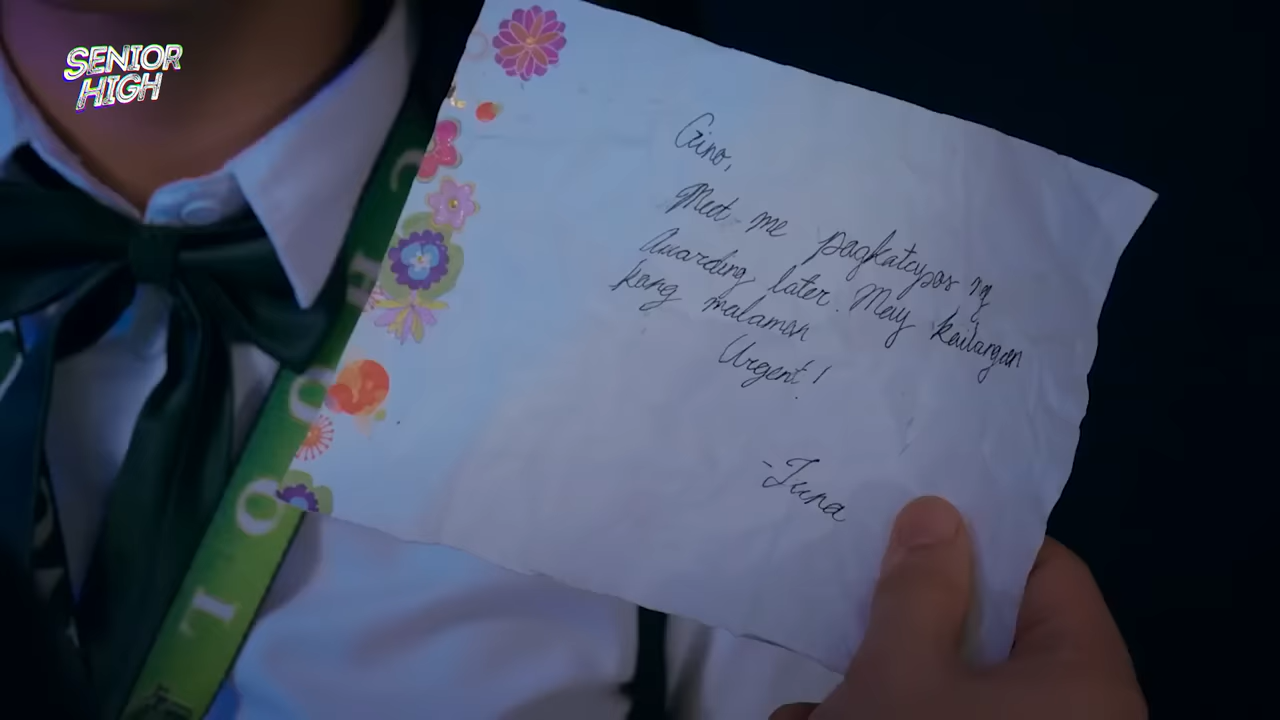 SENIOR
HIGH
Gino,
Meet me pagkatapos ng
Awarding later. May kailangan
kang malaman
Urgent!
-Luna
C
H
O
O
L